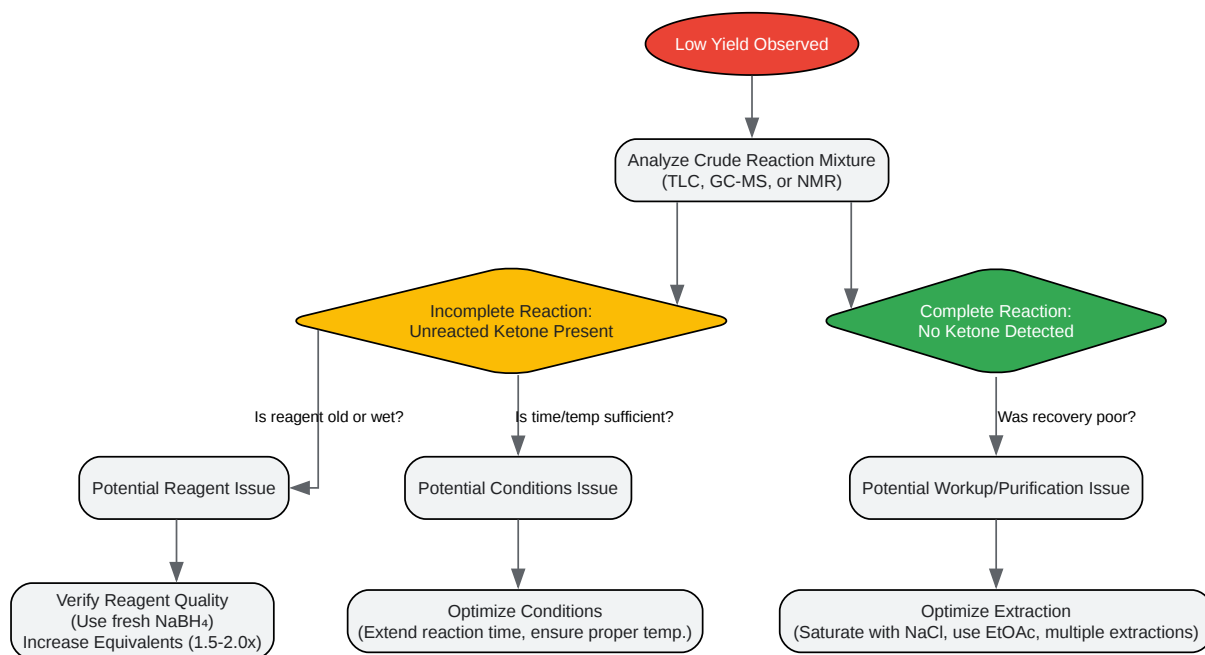 Low Yield Observed
Analyze Crude Reaction Mixture
(TLC, GC-MS, or NMR)
Incomplete Reaction:
Unreacted Ketone Present
Complete Reaction:
No Ketone Detected
Is reagent old or wet?
Is time/temp sufficient?
Was recovery poor?
Potential Reagent Issue
Potential Conditions Issue
Potential Workup/Purification Issue
Verify Reagent Quality
(Use fresh NaBH₄)
Increase Equivalents (1.5-2.0x)
Optimize Conditions
(Extend reaction time, ensure proper temp.)
Optimize Extraction
(Saturate with NaCl, use EtOAc, multiple extractions)